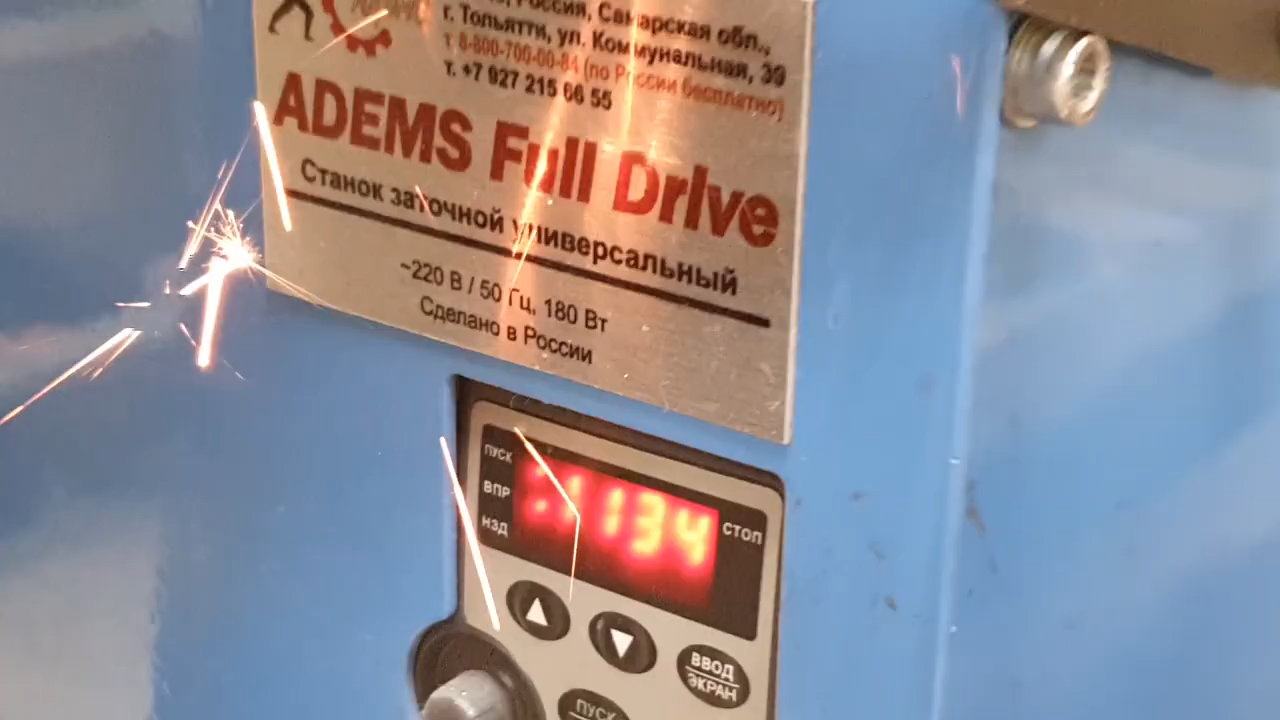 Россия, Самарская обл.,
г. Тольятти, ул. Коммунальная, 39
т. 8-800-700-00-84 (по России бесплатно)
т. +7 927 215 66 55
ADEMS Full DrIve
Станок заточной универсальный
~220 В / 50 Гц, 180 Вт
Сделано в России
ПУСК
ВПР
НЗД
1134
СТОП
ВВОД
ЭКРАН
ПУСК